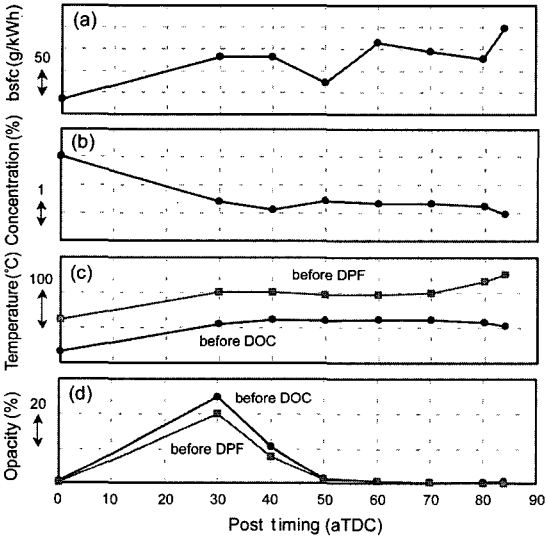 (a)
bsfc (g/kWh)
50
(b)
Concentration (%)
1
(c)
Temperature (°C)
100
before DPF
before DOC
(d)
Opacity (%)
20
before DOC
before DPF
0 10 20 30 40 50 60 70 80 90
Post timing (aTDC)